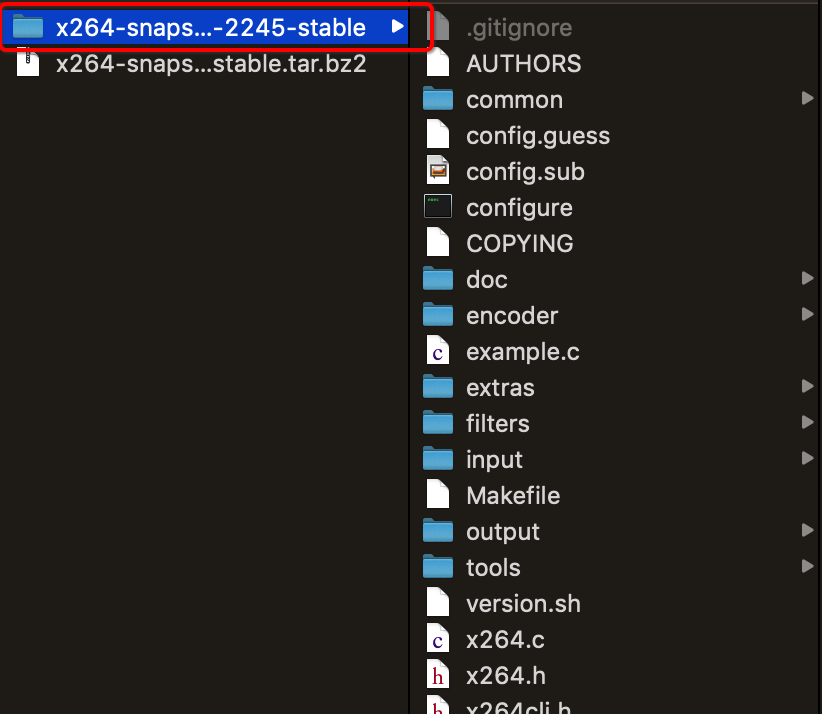 x264-snaps...-2245-stable
x264-snaps...stable.tar.bz2
.gitignore
AUTHORS
common
config.guess
config.sub
configure
COPYING
doc
encoder
c example.c
extras
filters
input
Makefile
output
tools
version.sh
c x264.c
h x264.h
h x264cli.h